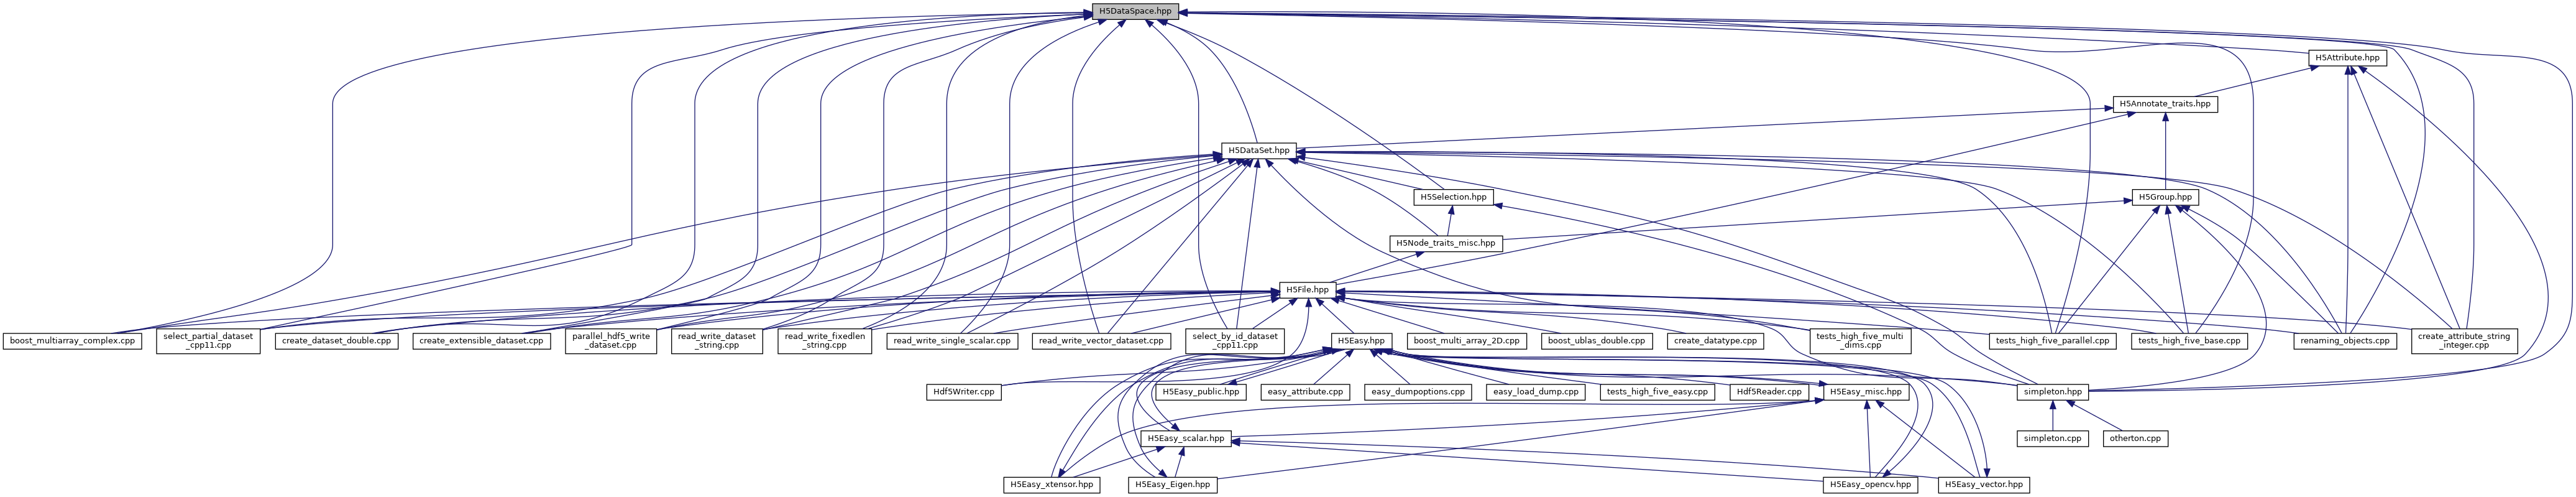 H5DataSpace.hpp
H5Attribute.hpp
H5Annotate_traits.hpp
H5DataSet.hpp
H5Selection.hpp
H5Group.hpp
H5Node_traits_misc.hpp
H5File.hpp
boost_multiarray_complex.cpp
select_partial_dataset
_cpp11.cpp
create_dataset_double.cpp
create_extensible_dataset.cpp
parallel_hdf5_write
_dataset.cpp
read_write_dataset
_string.cpp
read_write_fixedlen
_string.cpp
read_write_single_scalar.cpp
read_write_vector_dataset.cpp
select_by_id_dataset
_cpp11.cpp
H5Easy.hpp
boost_multi_array_2D.cpp
boost_ublas_double.cpp
create_datatype.cpp
tests_high_five_multi
_dims.cpp
tests_high_five_parallel.cpp
tests_high_five_base.cpp
renaming_objects.cpp
create_attribute_string
_integer.cpp
Hdf5Writer.cpp
H5Easy_public.hpp
easy_attribute.cpp
easy_dumpoptions.cpp
easy_load_dump.cpp
tests_high_five_easy.cpp
Hdf5Reader.cpp
H5Easy_misc.hpp
simpleton.hpp
H5Easy_scalar.hpp
simpleton.cpp
otherton.cpp
H5Easy_xtensor.hpp
H5Easy_Eigen.hpp
H5Easy_opencv.hpp
H5Easy_vector.hpp